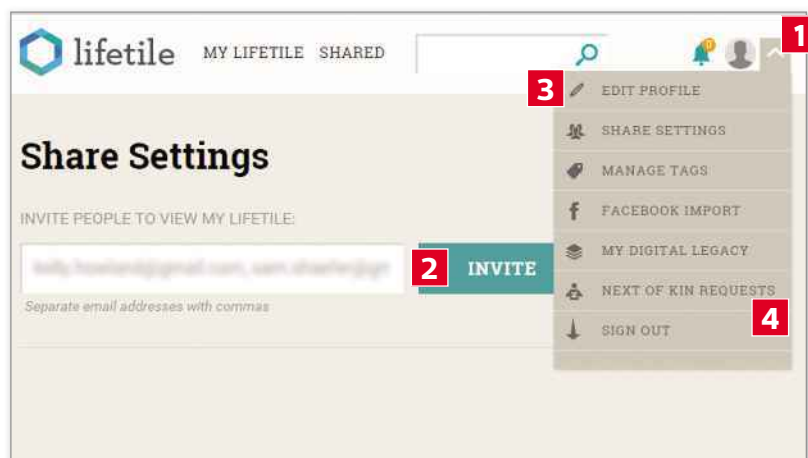 1
lifetile MY LIFETILE SHARED
0
3 EDIT PROFILE
SHARE SETTINGS
Share Settings
MANAGE TAGS
INVITE PEOPLE TO VIEW MY LIFETILE:
FACEBOOK IMPORT
MY DIGITAL LEGACY
2 INVITE
NEXT OF KIN REQUESTS
Separate email addresses with commas
4
SIGN OUT